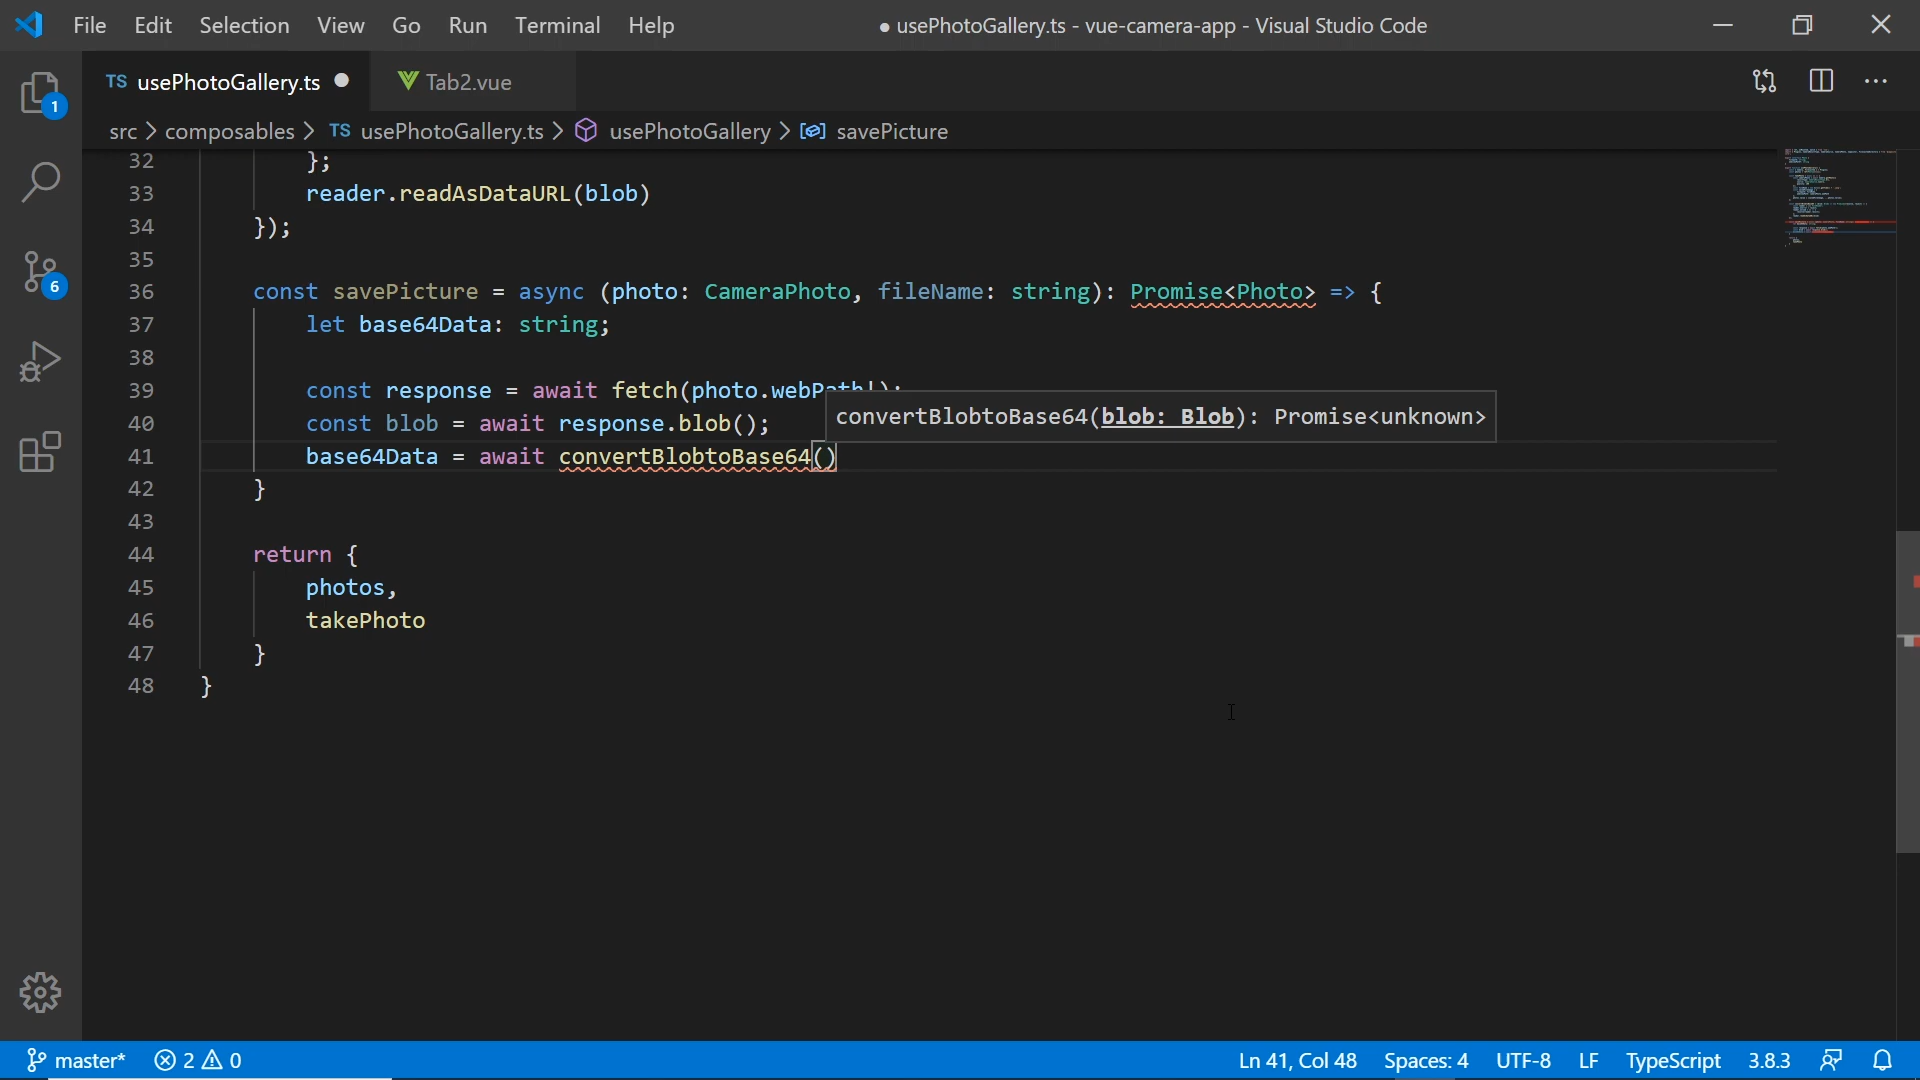 File Edit Selection View Go Run Terminal Help ● usePhotoGallery.ts - vue-camera-app - Visual Studio Code
TS usePhotoGallery.ts ● Tab2.vue
src > composables > TS usePhotoGallery.ts > usePhotoGallery > savePicture
1
6
32 };
33 reader.readAsDataURL(blob)
34 });
35
36 const savePicture = async (photo: CameraPhoto, fileName: string): Promise<Photo> => {
37 let base64Data: string;
38
39 const response = await fetch(photo.webPath!);
convertBlobtoBase64(blob: Blob): Promise<unknown>
40 const blob = await response.blob();
41 base64Data = await convertBlobtoBase64()
42 }
43
44 return {
45 photos,
46 takePhoto
47 }
48 }
master* 2 0 Ln 41, Col 48 Spaces: 4 UTF-8 LF TypeScript 3.8.3